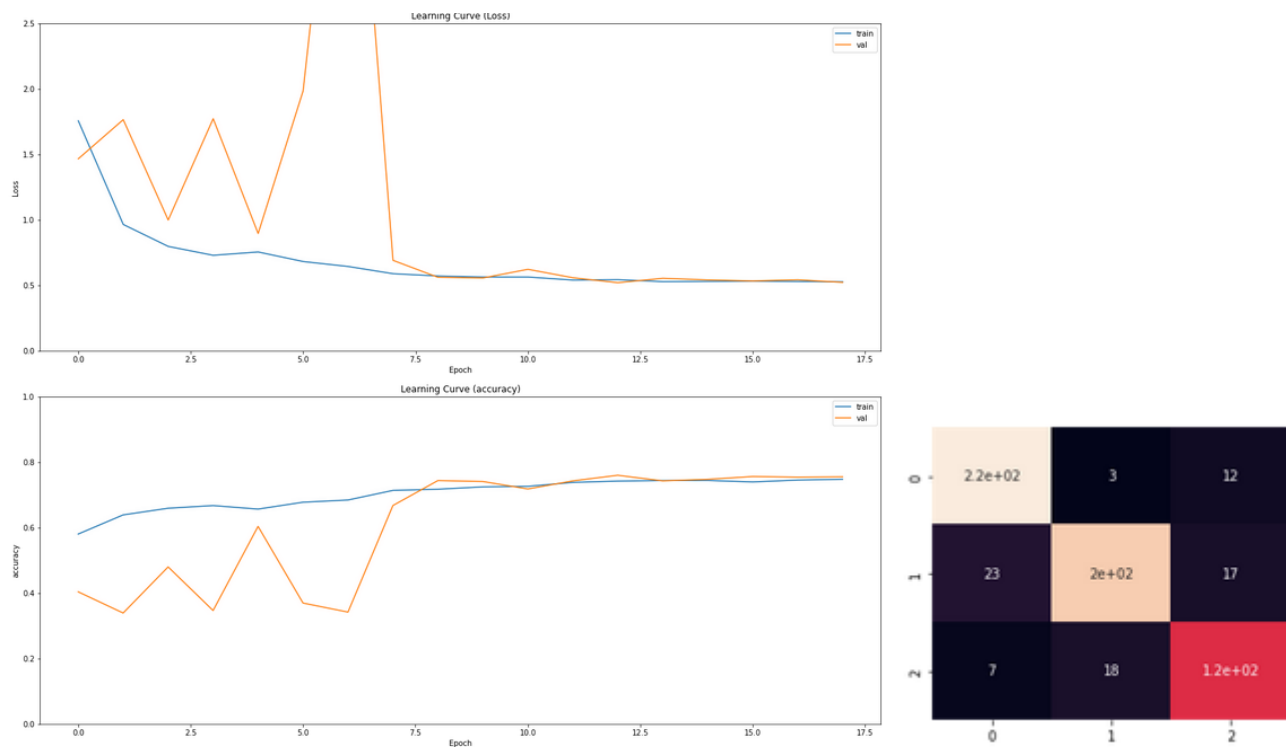 Learning Curve (Loss)
2.5
2.0
1.5
1.0
0.5
0.0
Loss
train
val
0.0 2.5 5.0 7.5 10.0 12.5 15.0 17.5
Epoch
Learning Curve (accuracy)
1.0
0.8
0.6
0.4
0.2
0.0
accuracy
train
val
0.0 2.5 5.0 7.5 10.0 12.5 15.0 17.5
Epoch
0 2.2e+02 3 12
1 23 2e+02 17
2 7 18 1.2e+02
0 1 2